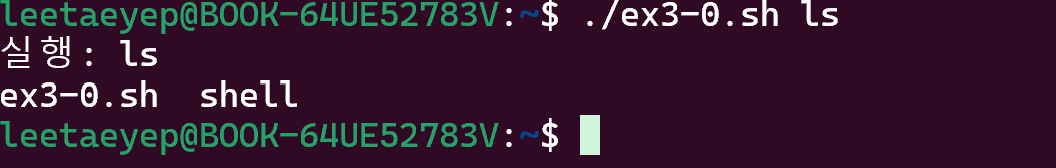 leetaeyep@BOOK-64UE52783V:~$ ./ex3-0.sh ls
실행: ls
ex3-0.sh  shell
leetaeyep@BOOK-64UE52783V:~$